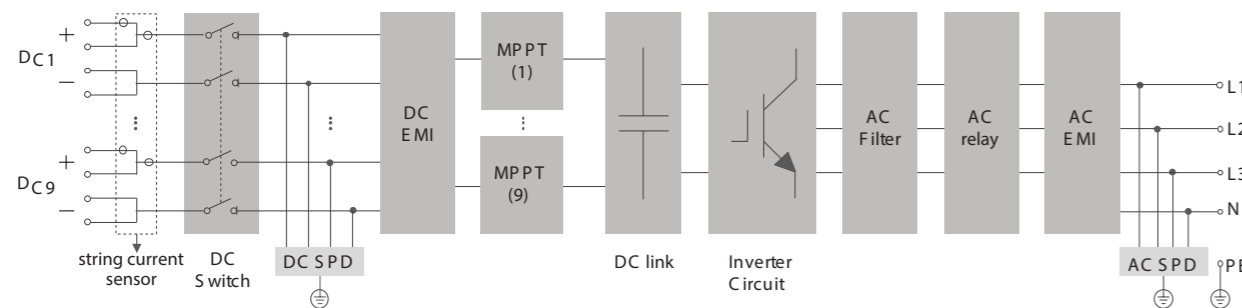 +
DC1
−
+
DC9
−
string current
sensor
DC
Switch
DC SPD
DC
EMI
MPPT
(1)
MPPT
(9)
DC link
Inverter
Circuit
AC
Filter
AC
relay
AC
EMI
AC SPD
L1
L2
L3
N
PE